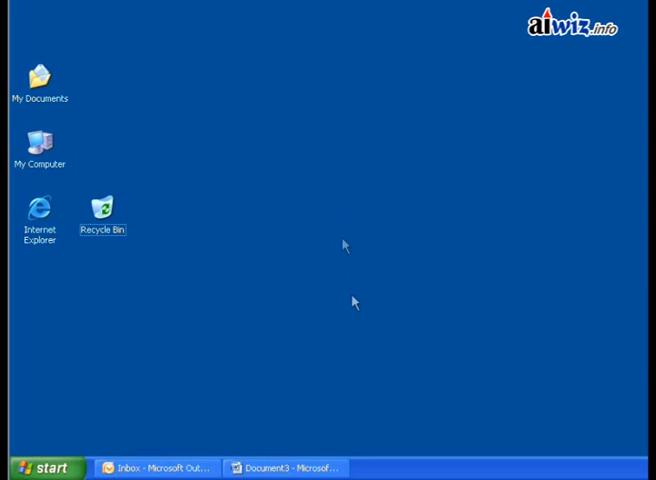 aiwiz.info
My Documents
My Computer
Internet
Explorer
Recycle Bin
start
Inbox - Microsoft Out...
Document3 - Microsof...